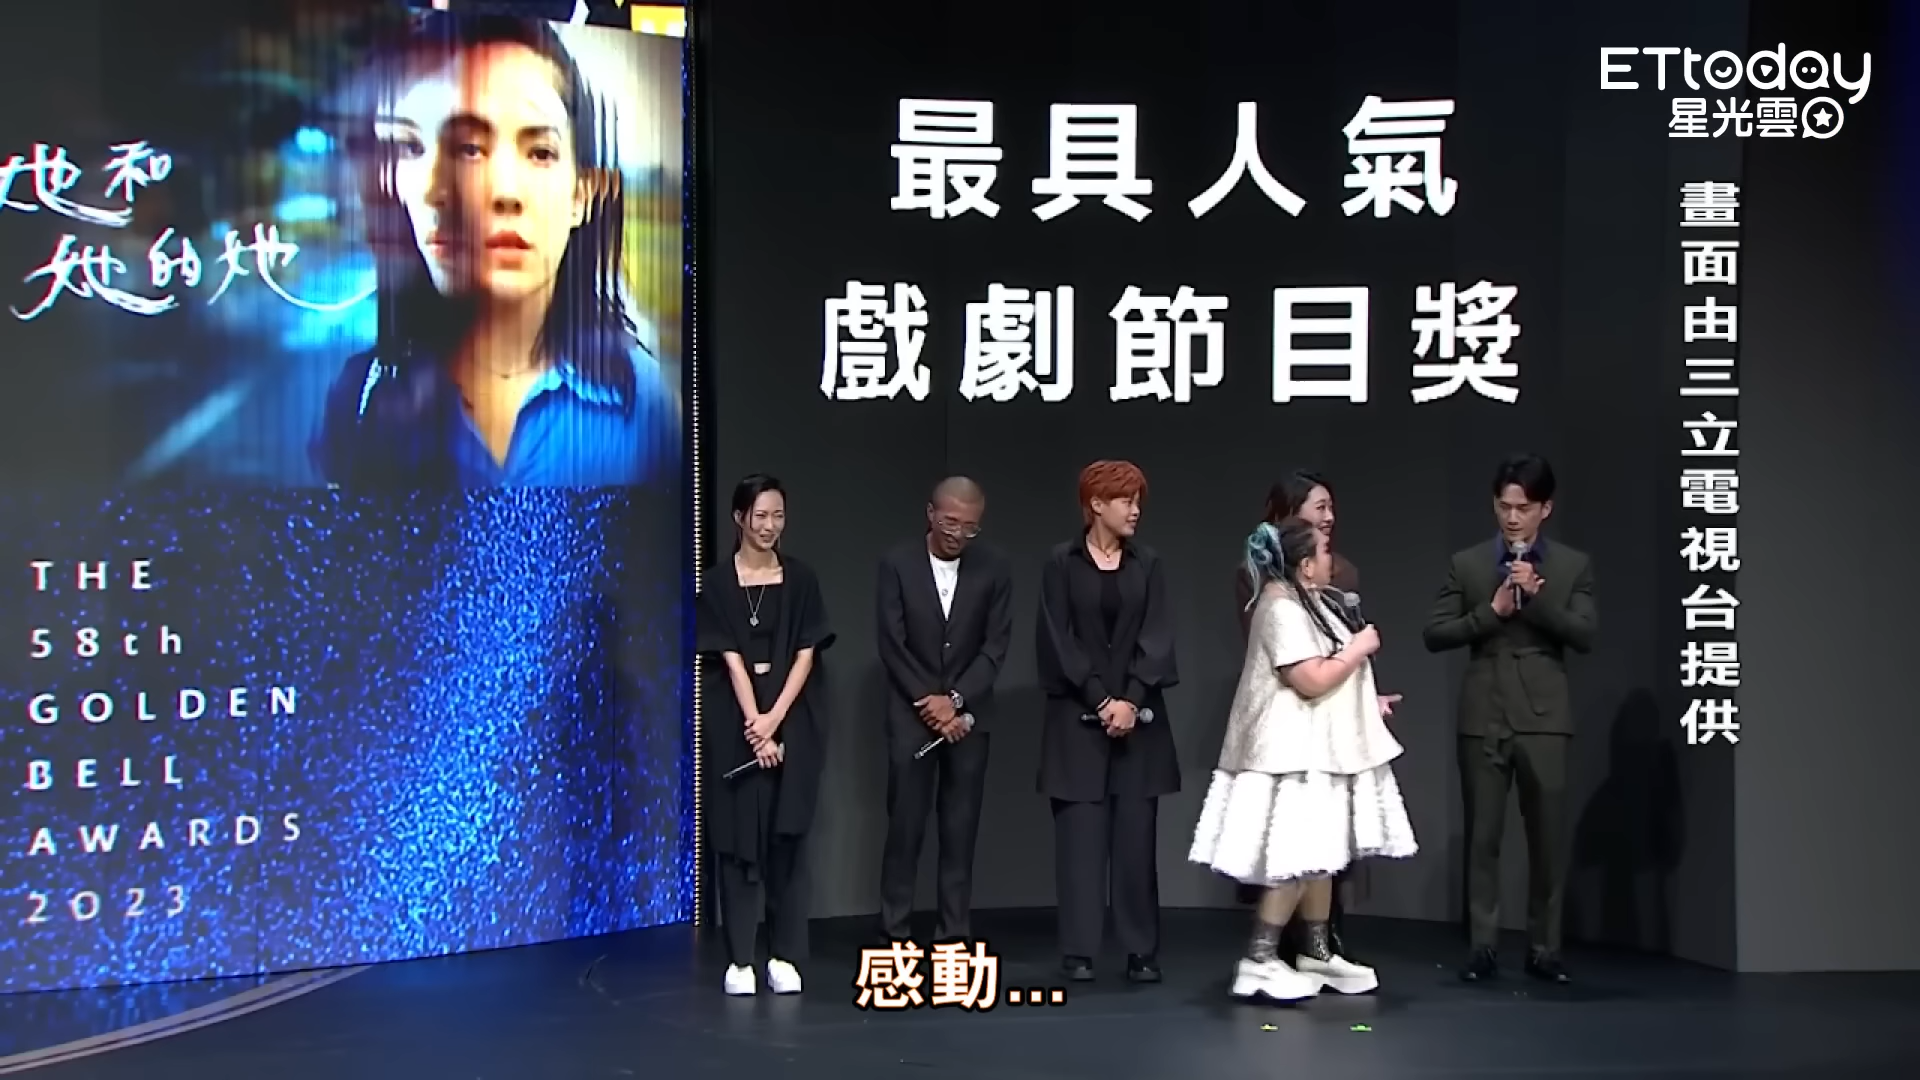 ETtoday
星光雲
最具人氣
戲劇節目獎
畫面由三立電視台提供
她和
她的她
THE
58th
GOLDEN
BELL
AWARDS
2023
感動...